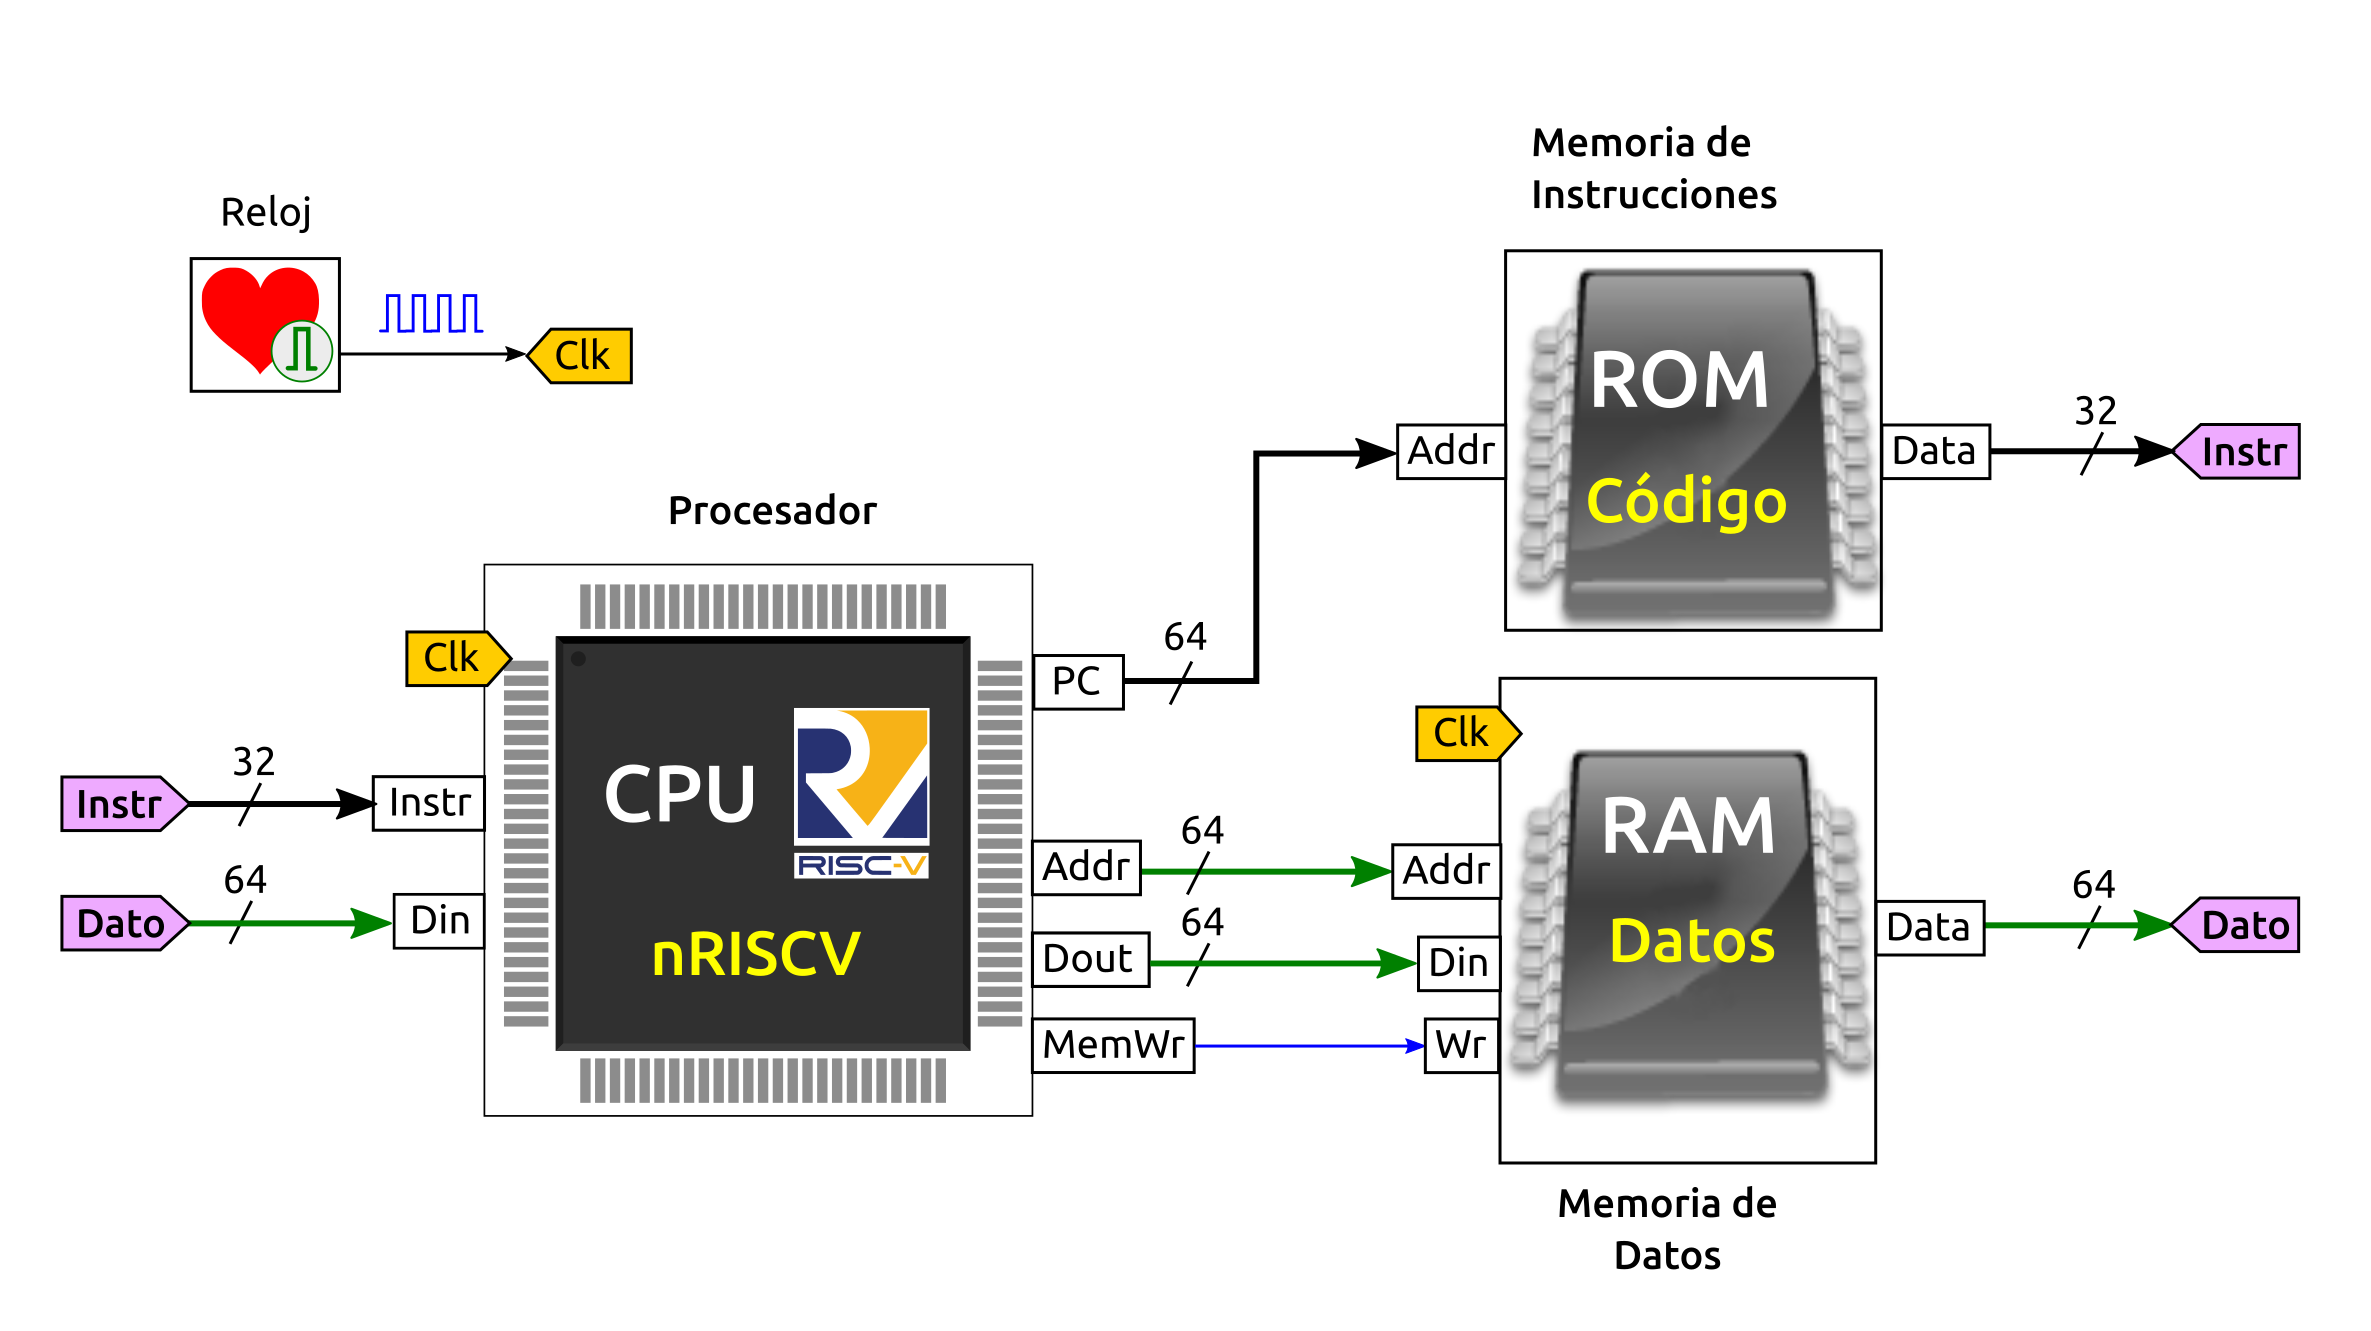 Memoria de
Instrucciones
Reloj
Clk
ROM
Código
Addr
Data
32
Instr
Procesador
Clk
PC
64
CPU
RISC-V
nRISCV
Instr
32
Instr
Dato
64
Din
Addr
64
Addr
Dout
64
Din
MemWr
Wr
Clk
RAM
Datos
Data
64
Dato
Memoria de
Datos